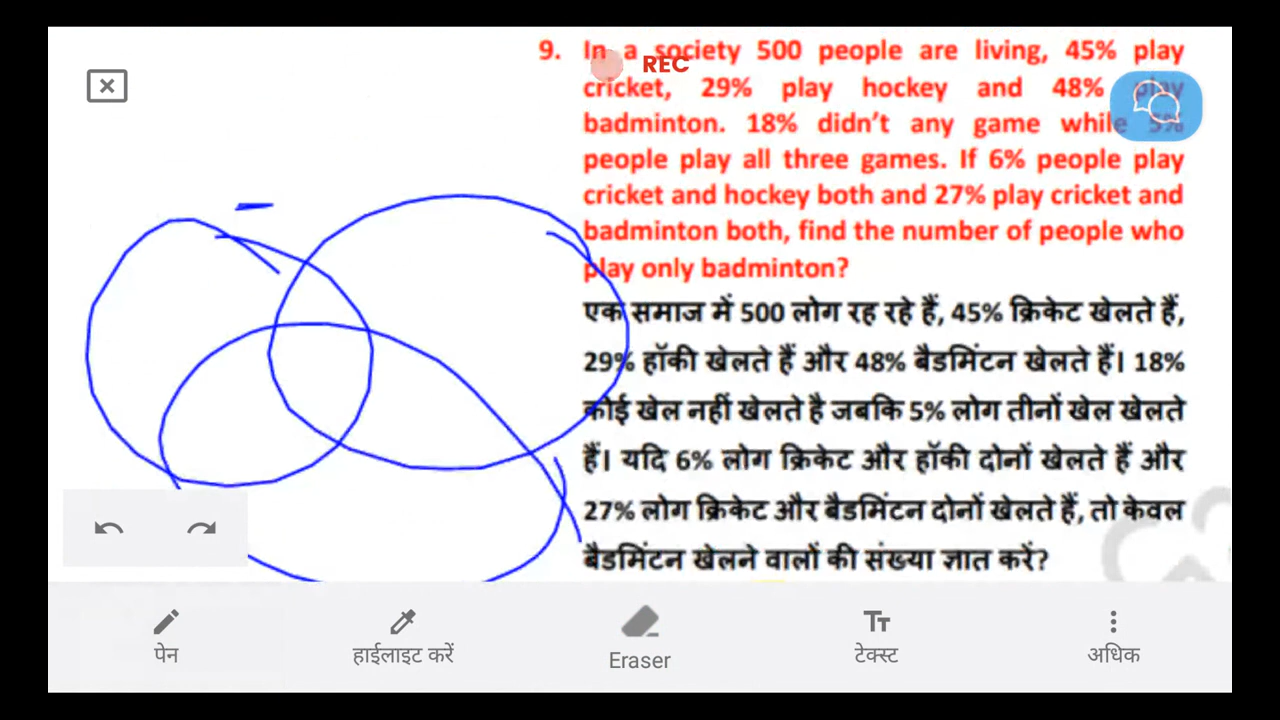 9. In a society 500 people are living, 45% play
REC
cricket, 29% play hockey and 48% play
badminton. 18% didn't any game while 5%
people play all three games. If 6% people play
cricket and hockey both and 27% play cricket and
badminton both, find the number of people who
play only badminton?
एक समाज में 500 लोग रह रहे हैं, 45% क्रिकेट खेलते हैं,
29% हॉकी खेलते हैं और 48% बैडमिंटन खेलते हैं। 18%
कोई खेल नहीं खेलते है जबकि 5% लोग तीनों खेल खेलते
हैं। यदि 6% लोग क्रिकेट और हॉकी दोनों खेलते हैं और
27% लोग क्रिकेट और बैडमिंटन दोनों खेलते हैं, तो केवल
बैडमिंटन खेलने वालों की संख्या ज्ञात करें?
पेन
हाईलाइट करें
Eraser
टेक्स्ट
अधिक